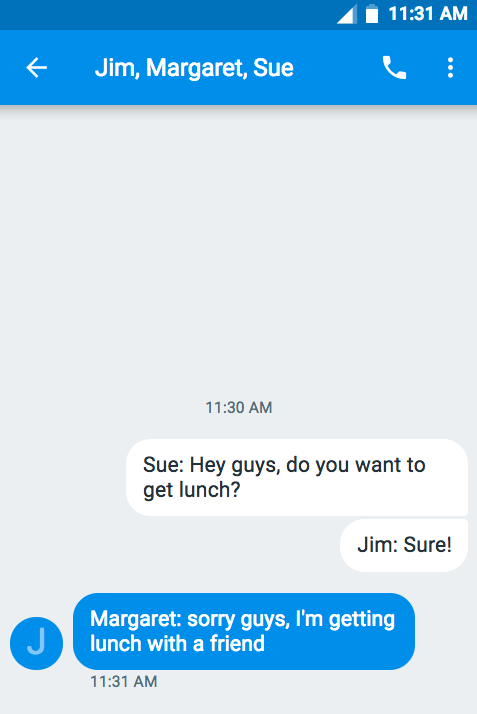 11:31 AM
Jim, Margaret, Sue
11:30 AM
Sue: Hey guys, do you want to
get lunch?
Jim: Sure!
J
Margaret: sorry guys, I'm getting
lunch with a friend
11:31 AM